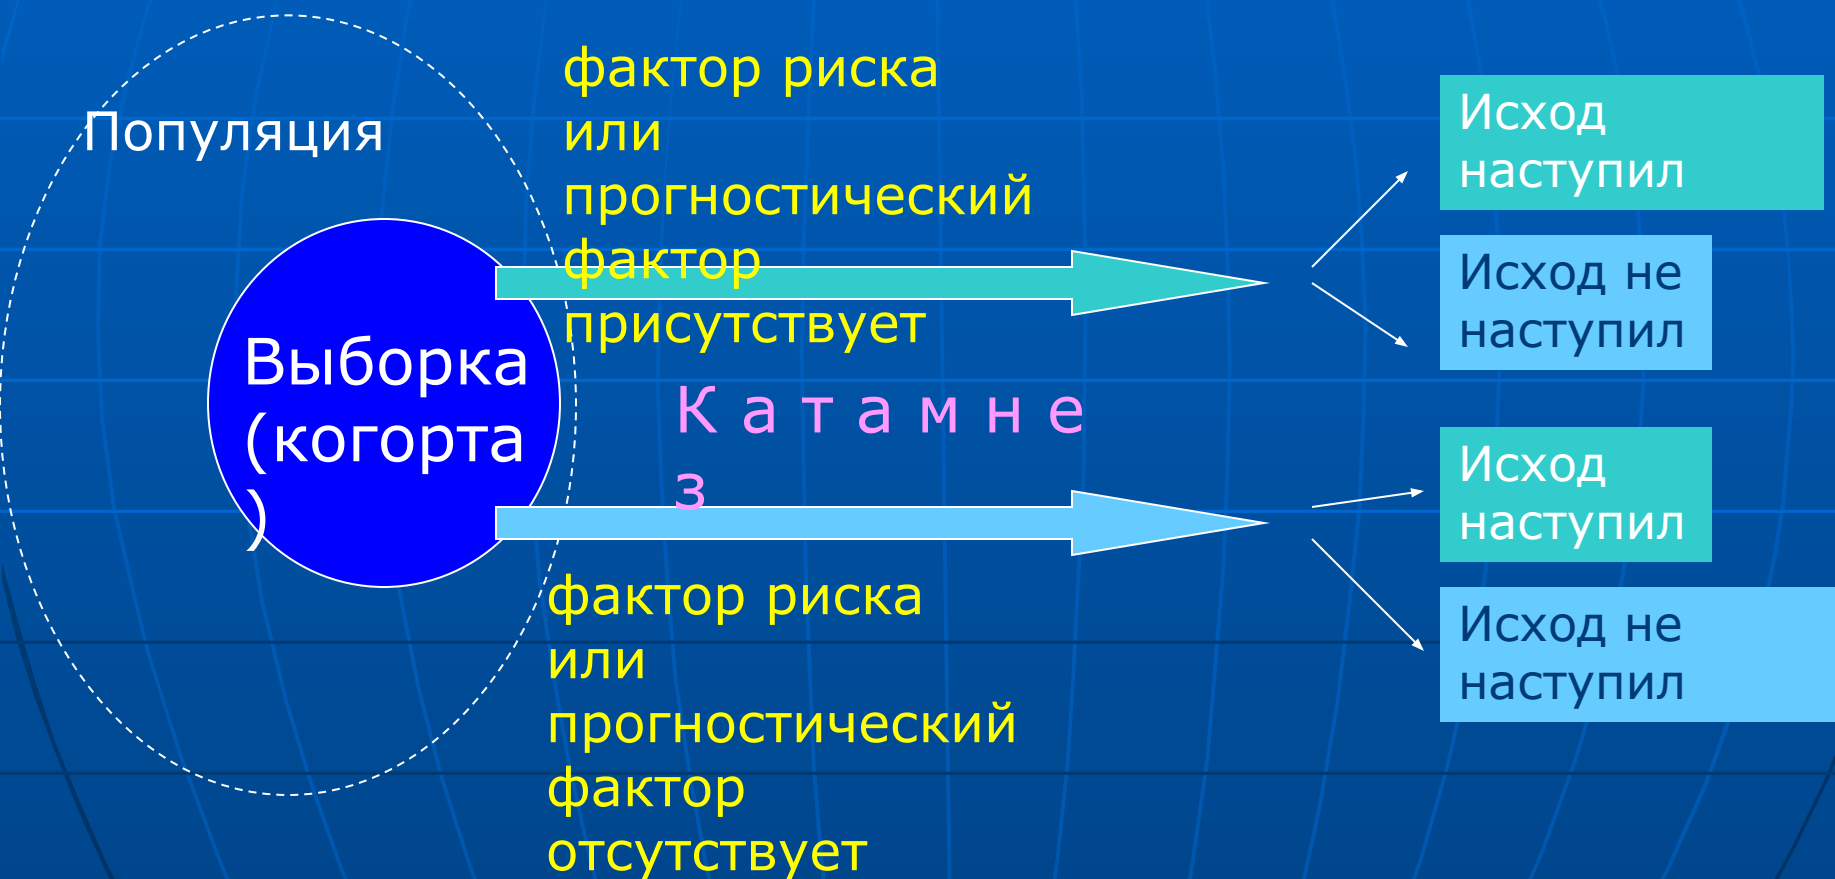 Популяция
Выборка
(когорта
)
фактор риска
или
прогностический
фактор
присутствует
К а т а м н е
з
фактор риска
или
прогностический
фактор
отсутствует
Исход
наступил
Исход не
наступил
Исход
наступил
Исход не
наступил